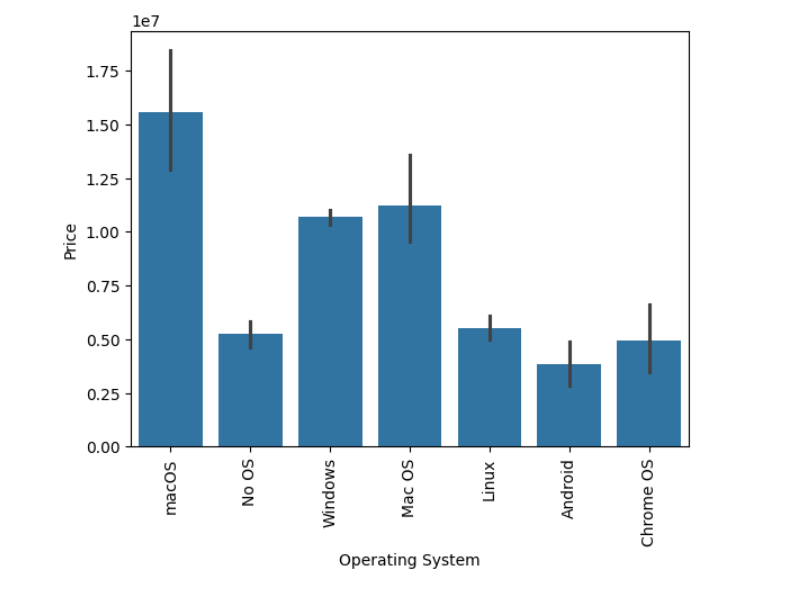 1e7
Price
1.75
1.50
1.25
1.00
0.75
0.50
0.25
0.00
macOS
No OS
Windows
Mac OS
Linux
Android
Chrome OS
Operating System